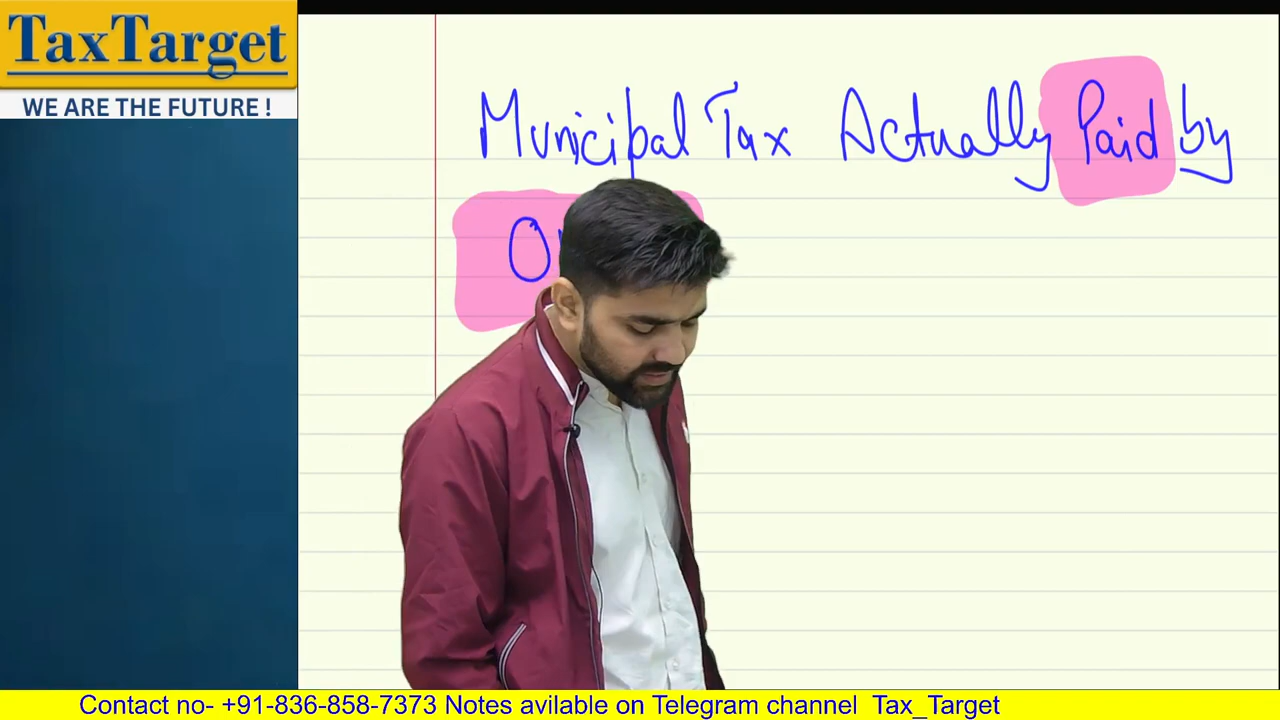 TaxTarget
WE ARE THE FUTURE !
Municipal Tax Actually Paid by
Contact no- +91-836-858-7373 Notes avilable on Telegram channel Tax_Target